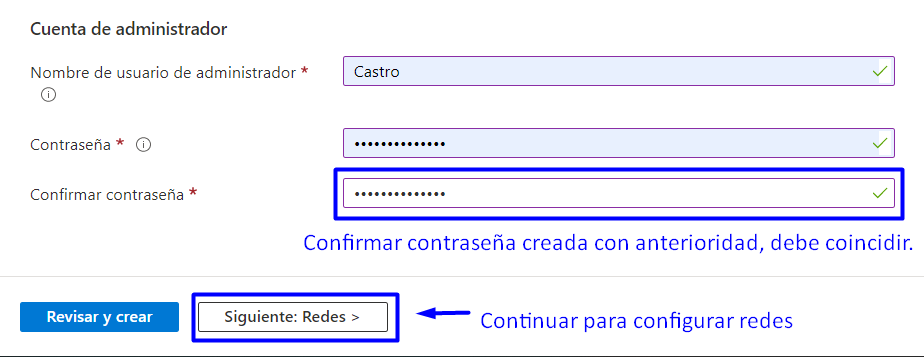 Cuenta de administrador
Nombre de usuario de administrador *
Castro
Contraseña *
••••••••••••••
Confirmar contraseña *
••••••••••••••
Confirmar contraseña creada con anterioridad, debe coincidir.
Revisar y crear
Siguiente: Redes >
Continuar para configurar redes